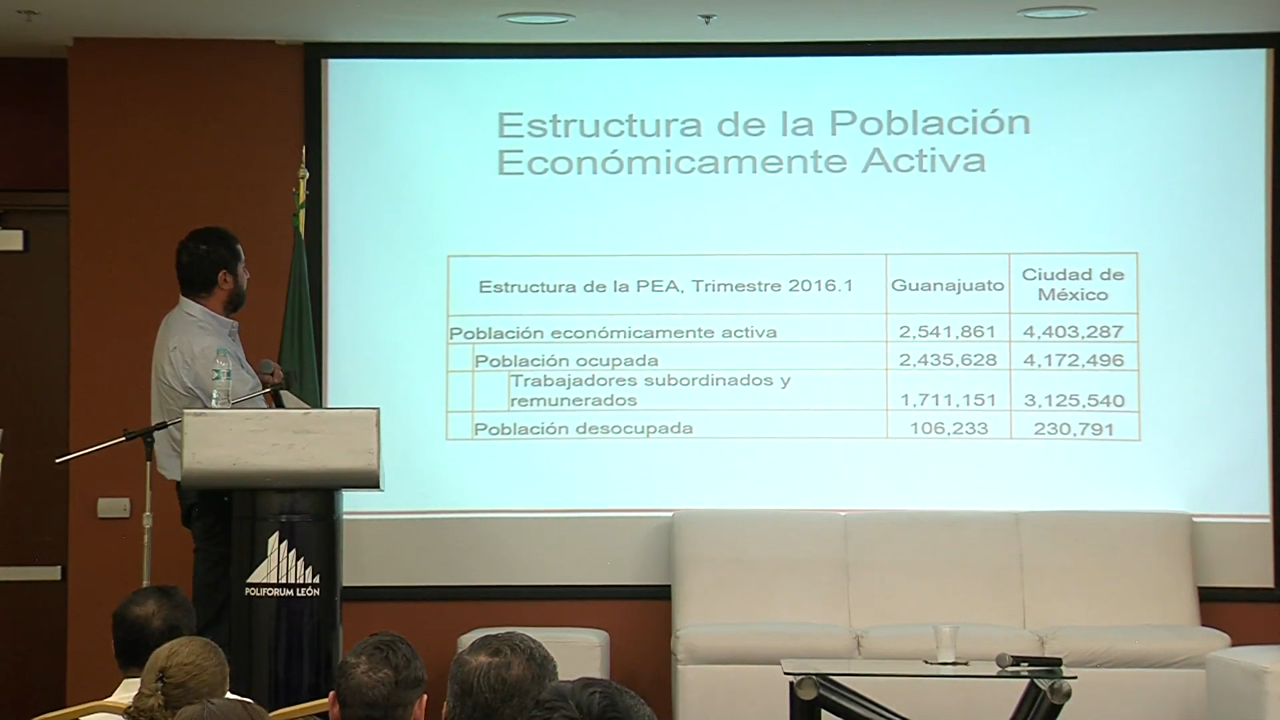 Estructura de la Población
Económicamente Activa
Estructura de la PEA, Trimestre 2016.1 Guanajuato Ciudad de México
Población económicamente activa 2,541,861 4,403,287
Población ocupada 2,435,628 4,172,496
Trabajadores subordinados y
remunerados 1,711,151 3,125,540
Población desocupada 106,233 230,791
POLIFORUM LEÓN